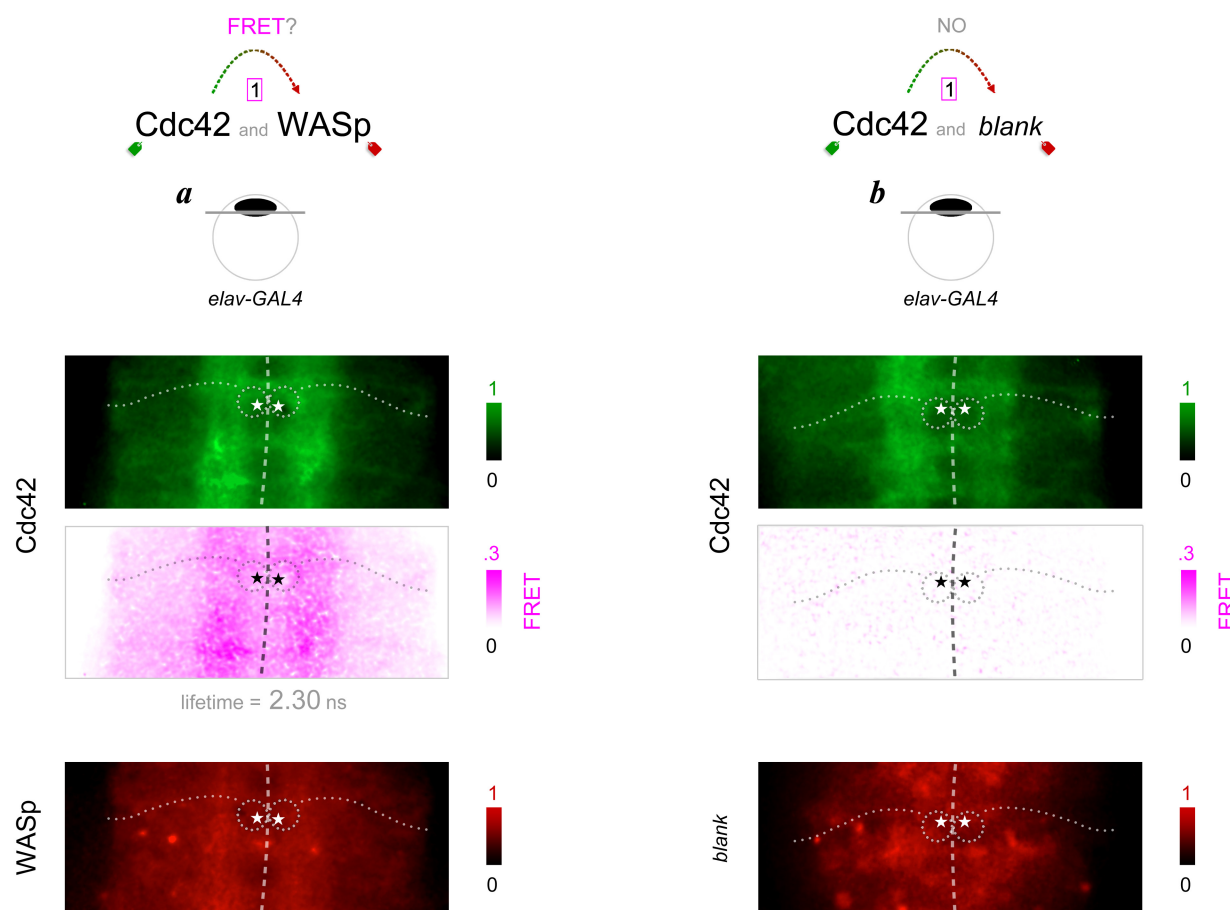 FRET?
1
Cdc42 and WASp
a
elav-GAL4
Cdc42
1
0
.3
0
FRET
lifetime = 2.30 ns
WASp
1
0
NO
1
Cdc42 and blank
b
elav-GAL4
Cdc42
1
0
.3
0
FRET
blank
1
0